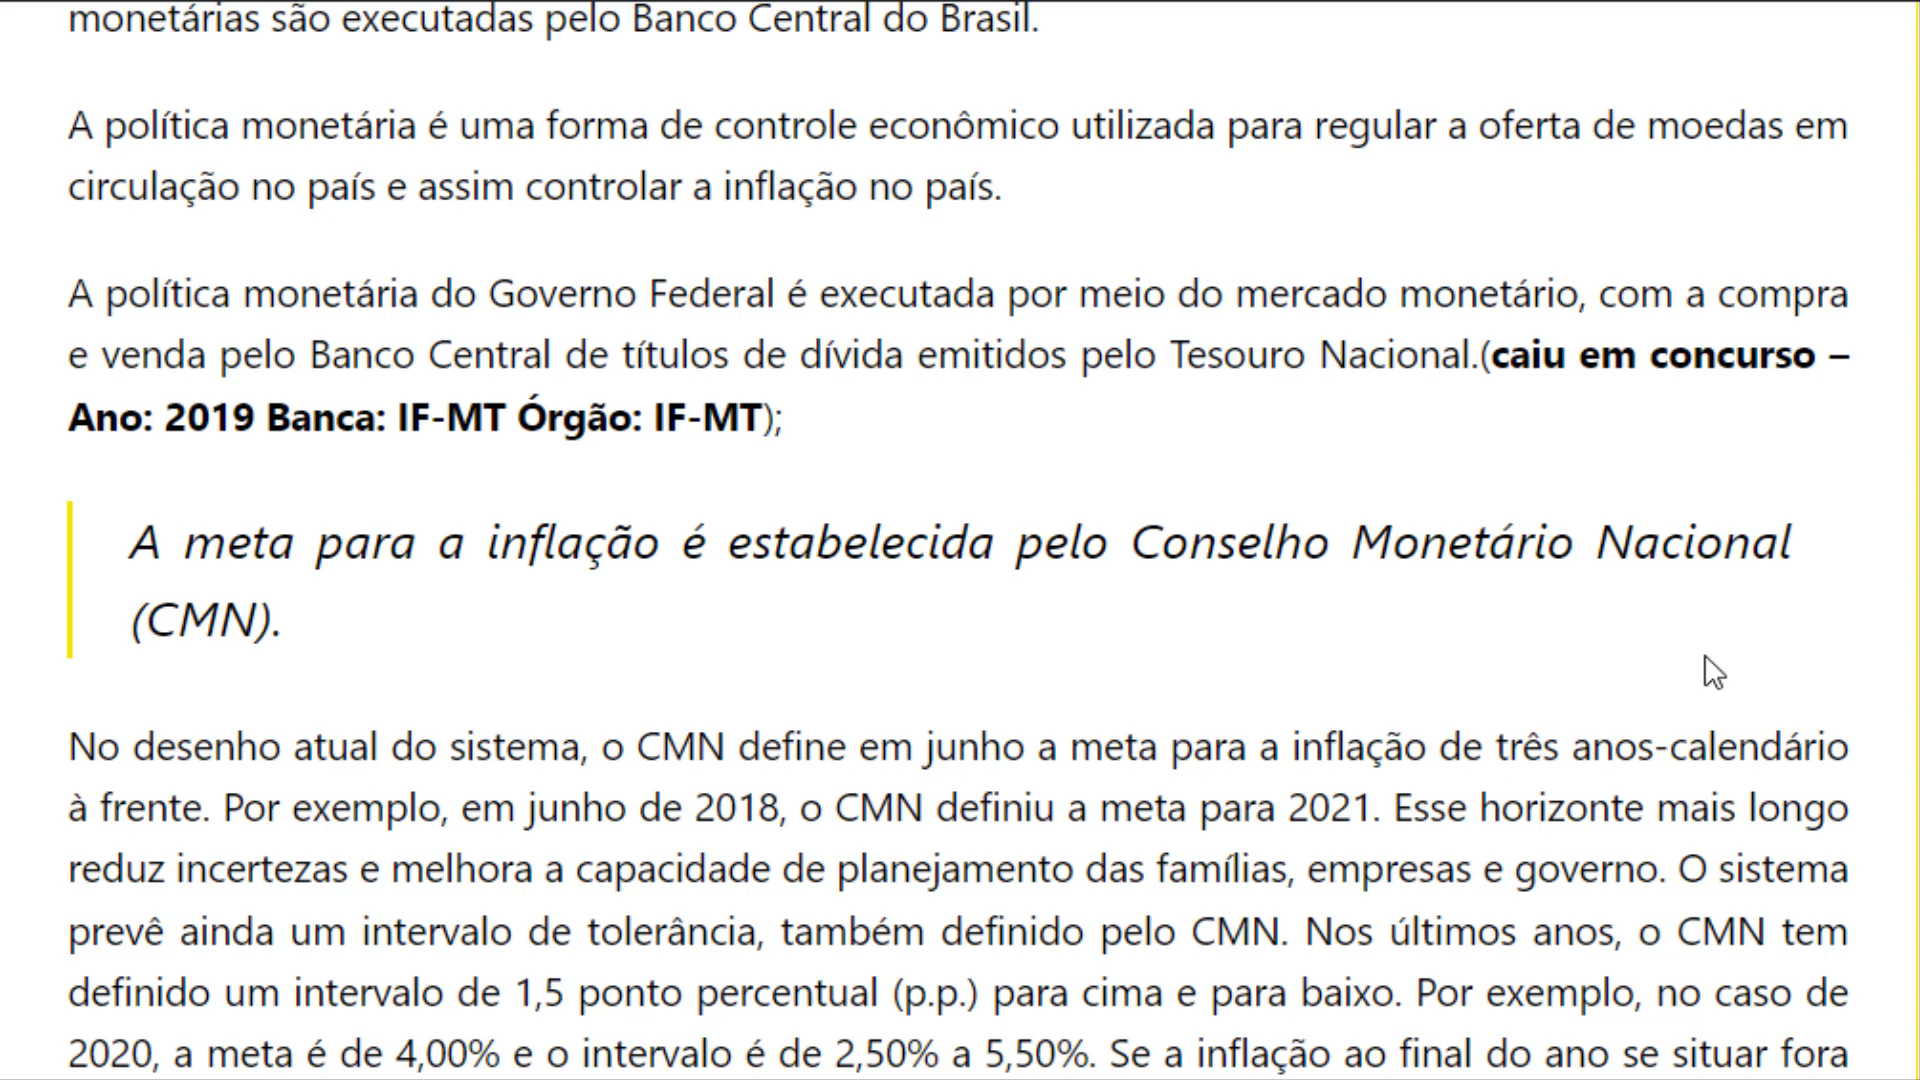 monetárias são executadas pelo Banco Central do Brasil.
A política monetária é uma forma de controle econômico utilizada para regular a oferta de moedas em
circulação no país e assim controlar a inflação no país.
A política monetária do Governo Federal é executada por meio do mercado monetário, com a compra
e venda pelo Banco Central de títulos de dívida emitidos pelo Tesouro Nacional.(caiu em concurso –
Ano: 2019 Banca: IF-MT Órgão: IF-MT);
A meta para a inflação é estabelecida pelo Conselho Monetário Nacional
(CMN).
No desenho atual do sistema, o CMN define em junho a meta para a inflação de três anos-calendário
à frente. Por exemplo, em junho de 2018, o CMN definiu a meta para 2021. Esse horizonte mais longo
reduz incertezas e melhora a capacidade de planejamento das famílias, empresas e governo. O sistema
prevê ainda um intervalo de tolerância, também definido pelo CMN. Nos últimos anos, o CMN tem
definido um intervalo de 1,5 ponto percentual (p.p.) para cima e para baixo. Por exemplo, no caso de
2020, a meta é de 4,00% e o intervalo é de 2,50% a 5,50%. Se a inflação ao final do ano se situar fora